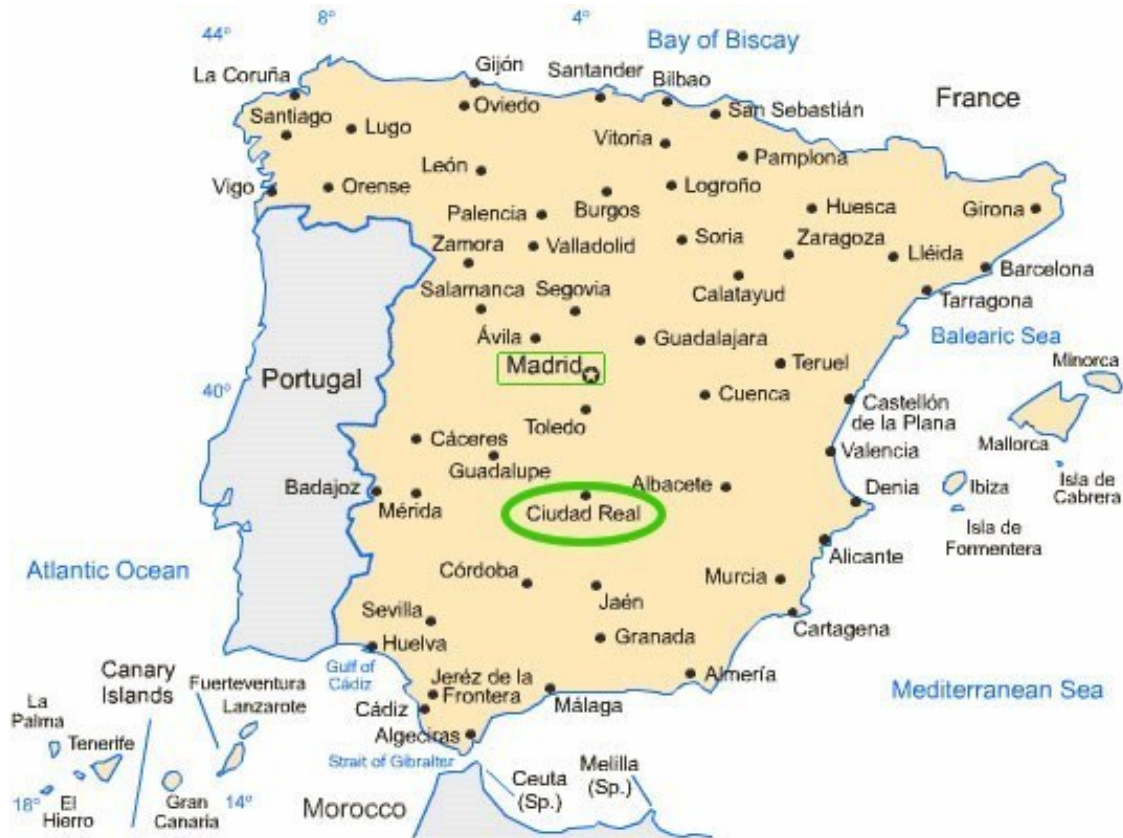 8°
4°
44°
Bay of Biscay
La Coruña
Gijón
Santander
Bilbao
France
Santiago
Lugo
Oviedo
San Sebastián
Vitoria
León
Pamplona
Vigo
Orense
Logroño
Palencia
Burgos
Huesca
Girona
Zamora
Valladolid
Soria
Zaragoza
Lléida
Barcelona
Salamanca
Segovia
Calatayud
Tarragona
Ávila
Guadalajara
Balearic Sea
Madrid
Teruel
Minorca
Portugal
40°
Cuenca
Castellón
de la Plana
Toledo
Cáceres
Mallorca
Valencia
Guadalupe
Badajoz
Mérida
Albacete
Denia
Ibiza
Isla de
Cabrera
Ciudad Real
Isla de
Formentera
Alicante
Atlantic Ocean
Córdoba
Murcia
Jaén
Sevilla
Cartagena
Huelva
Granada
Canary
Islands
Gulf of
Cádiz
Fuerteventura
Lanzarote
Jeréz de la
Frontera
Almería
Mediterranean Sea
La
Palma
Cádiz
Málaga
Tenerife
Algeciras
Strait of Gibraltar
18°
El
Hierro
Gran
Canaria
14°
Morocco
Ceuta
(Sp.)
Melilla
(Sp.)